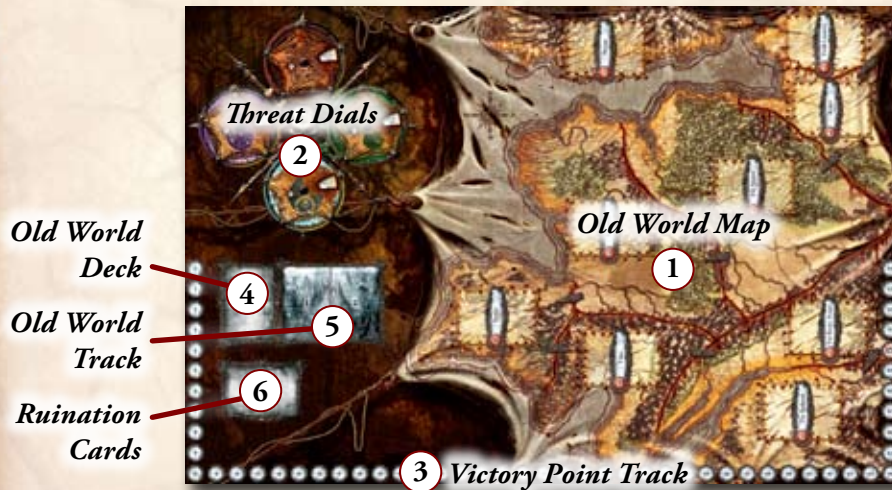 Threat Dials
2
Old World Map
1
Old World
Deck
4
Old World
Track
5
Ruination
Cards
6
3 Victory Point Track